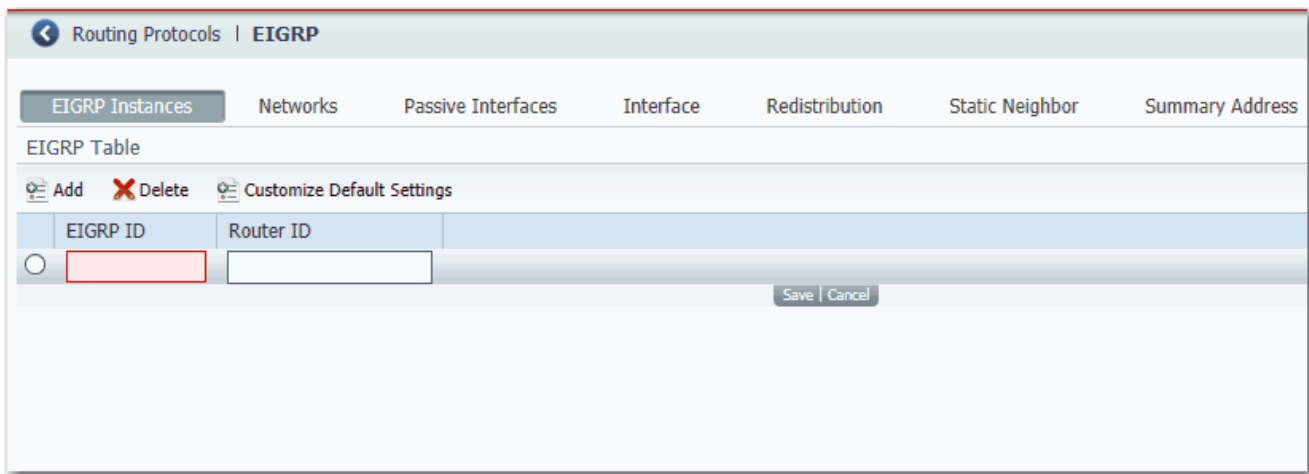 Routing Protocols | EIGRP
EIGRP Instances Networks Passive Interfaces Interface Redistribution Static Neighbor Summary Address
EIGRP Table
Add Delete Customize Default Settings
EIGRP ID Router ID
Save | Cancel